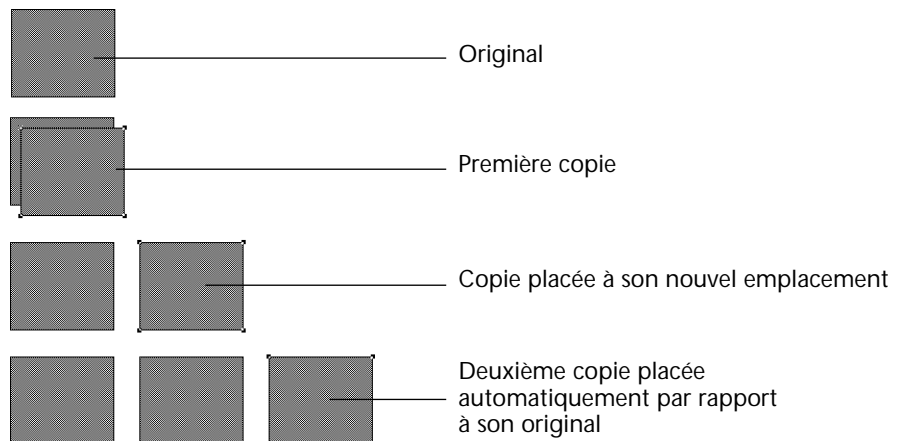 Original
Première copie
Copie placée à son nouvel emplacement
Deuxième copie placée
automatiquement par rapport
à son original